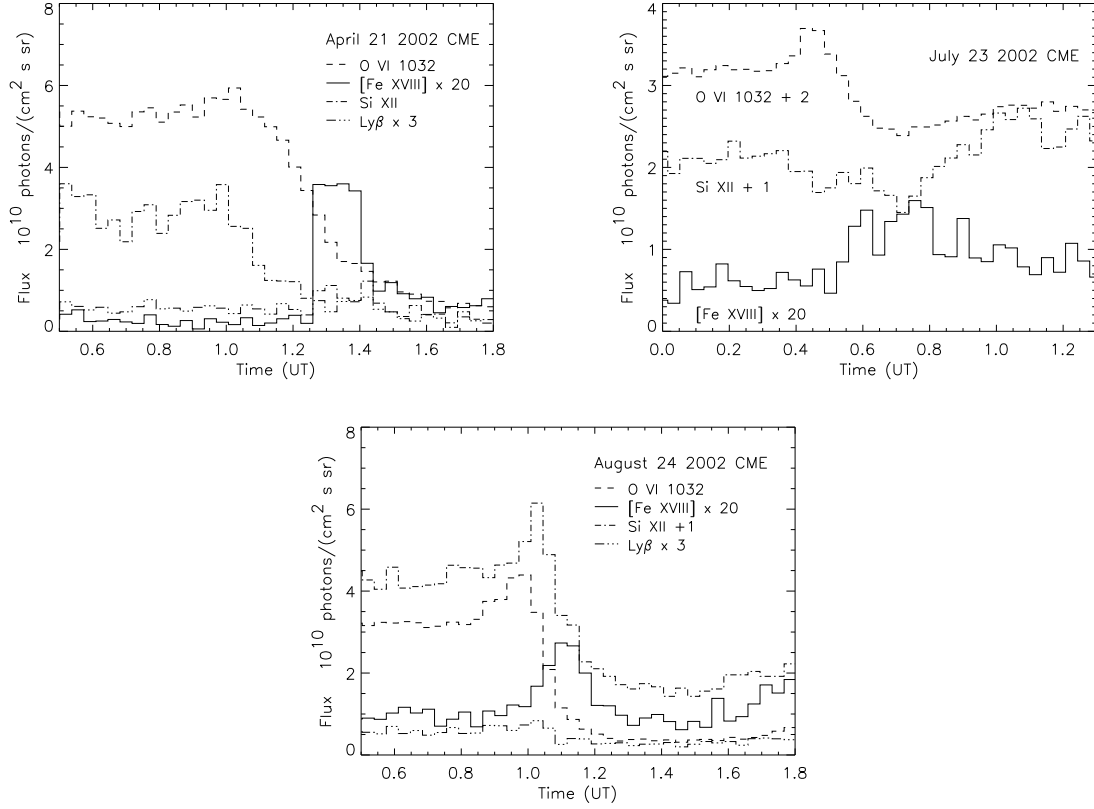 April 21 2002 CME
O VI 1032
[Fe XVIII] x 20
Si XII
Lyβ x 3
Flux 10^10 photons/(cm^2 s sr)
8
6
4
2
0
0.6 0.8 1.0 1.2 1.4 1.6 1.8
Time (UT)
July 23 2002 CME
O VI 1032 + 2
Si XII + 1
[Fe XVIII] x 20
Flux 10^10 photons/(cm^2 s sr)
4
3
2
1
0
0.0 0.2 0.4 0.6 0.8 1.0 1.2
Time (UT)
August 24 2002 CME
O VI 1032
[Fe XVIII] x 20
Si XII +1
Lyβ x 3
Flux 10^10 photons/(cm^2 s sr)
8
6
4
2
0
0.6 0.8 1.0 1.2 1.4 1.6 1.8
Time (UT)